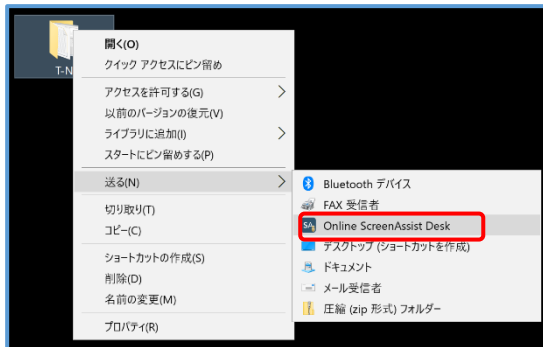 T-N
開く(O)
クイック アクセスにピン留め
アクセスを許可する(G)
以前のバージョンの復元(V)
ライブラリに追加(I)
スタートにピン留めする(P)
送る(N)
切り取り(T)
コピー(C)
ショートカットの作成(S)
削除(D)
名前の変更(M)
プロパティ(R)
Bluetooth デバイス
FAX 受信者
SA
Online ScreenAssist Desk
デスクトップ (ショートカットを作成)
ドキュメント
メール受信者
圧縮 (zip 形式) フォルダー